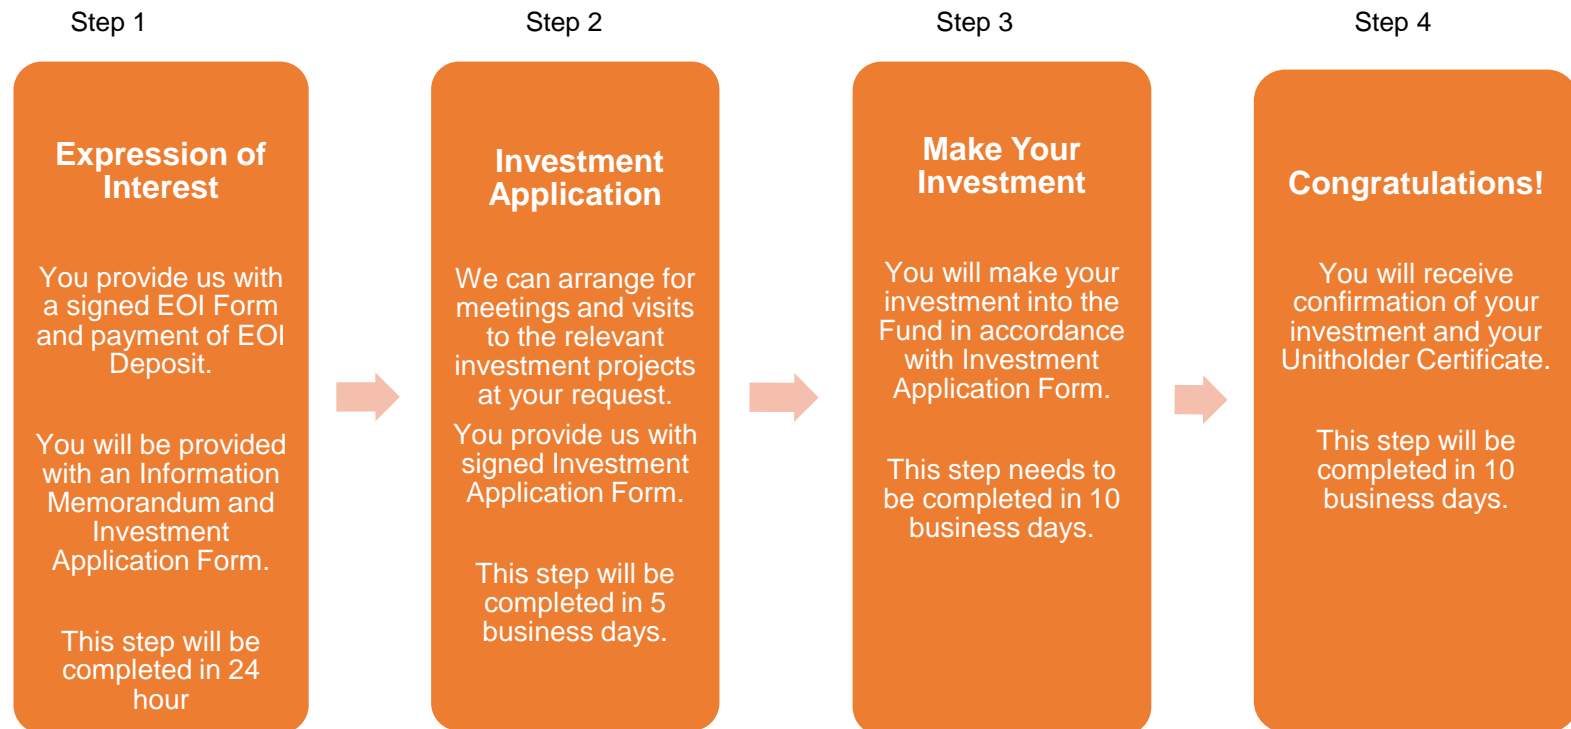 Step 1
Expression of
Interest
You provide us with
a signed EOI Form
and payment of EOI
Deposit.
You will be provided
with an Information
Memorandum and
Investment
Application Form.
This step will be
completed in 24
hour
Step 2
Investment
Application
We can arrange for
meetings and visits
to the relevant
investment projects
at your request.
You provide us with
signed Investment
Application Form.
This step will be
completed in 5
business days.
Step 3
Make Your
Investment
You will make your
investment into the
Fund in accordance
with Investment
Application Form.
This step needs to
be completed in 10
business days.
Step 4
Congratulations!
You will receive
confirmation of your
investment and your
Unitholder Certificate.
This step will be
completed in 10
business days.